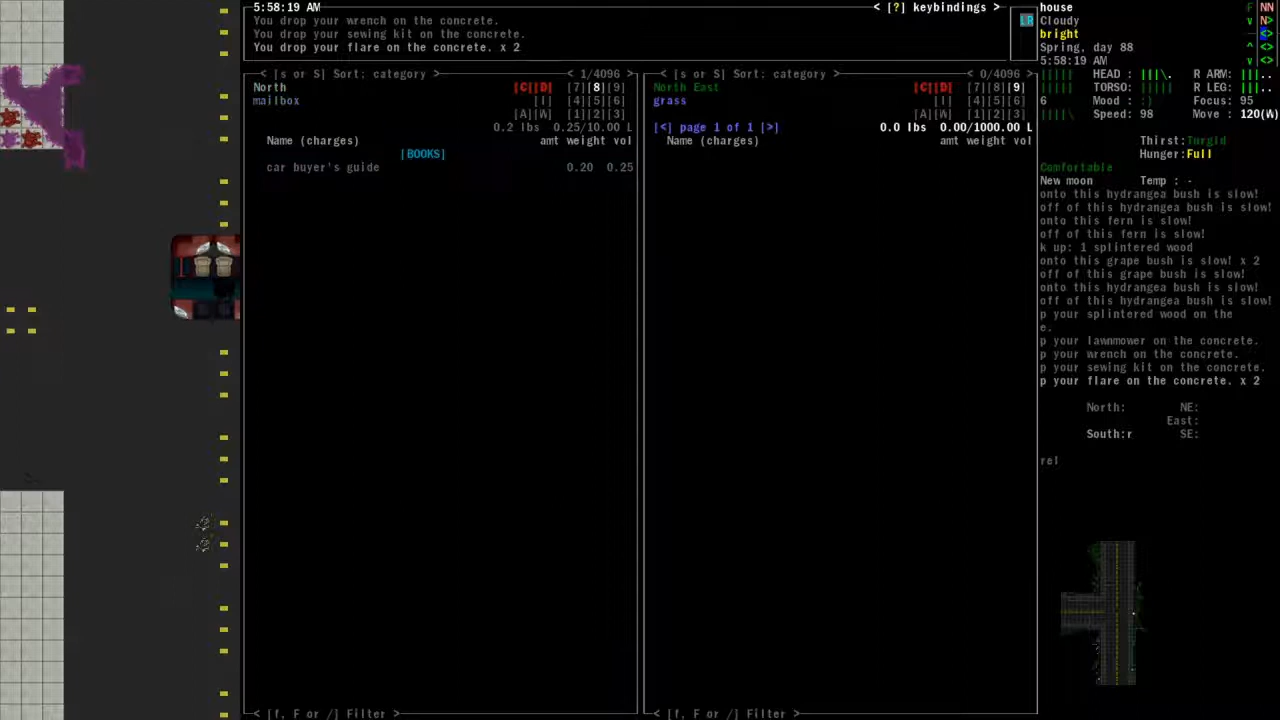 5:58:19 AM
< [?] keybindings >
You drop your wrench on the concrete.
You drop your sewing kit on the concrete.
You drop your flare on the concrete. x 2
LR
< [s or S] Sort: category > < 1/4096 >
North [C][D] [7][8][9]
mailbox [I] [4][5][6]
[A][W] [1][2][3]
0.2 lbs 0.25/10.00 L
Name (charges) amt weight vol
[BOOKS]
car buyer's guide 0.20 0.25
< [f, F or /] Filter >
< [s or S] Sort: category > < 0/4096 >
North East [C][D] [7][8][9]
grass [I] [4][5][6]
[A][W] [1][2][3]
[<] page 1 of 1 [>] 0.0 lbs 0.00/1000.00 L
Name (charges) amt weight vol
< [f, F or /] Filter >
house F NN
Cloudy v N>
bright <>
Spring, day 88 ^ <>
5:58:19 AM v <>
HEAD : |||\. R ARM: |||..
TORSO: ||||| R LEG: |||..
6 Mood : :) Focus: 95
||||\ Speed: 98 Move : 120(W)
Thirst:Turgid
Hunger:Full
Comfortable
New moon Temp : -
onto this hydrangea bush is slow!
off of this hydrangea bush is slow!
onto this fern is slow!
off of this fern is slow!
k up: 1 splintered wood
onto this grape bush is slow! x 2
off of this grape bush is slow!
onto this hydrangea bush is slow!
off of this hydrangea bush is slow!
p your splintered wood on the
e.
p your lawnmower on the concrete.
p your wrench on the concrete.
p your sewing kit on the concrete.
p your flare on the concrete. x 2
North: NE:
East:
South:r SE:
rel